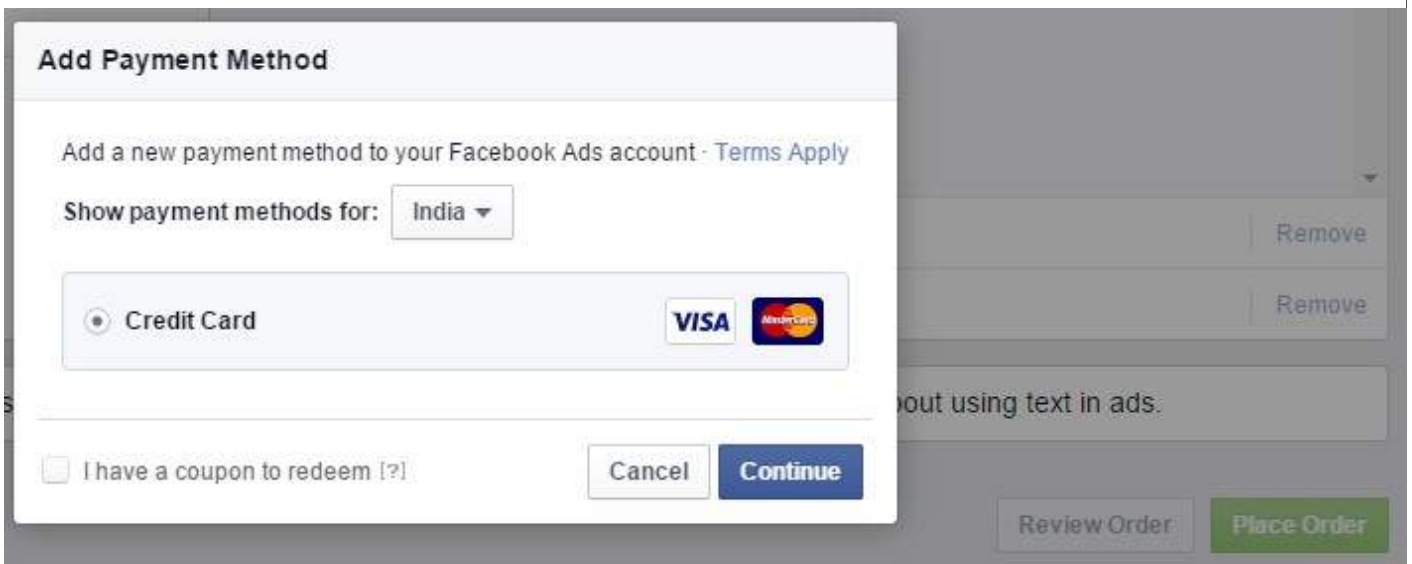 Add Payment Method
Add a new payment method to your Facebook Ads account · Terms Apply
Show payment methods for: India
Remove
Credit Card VISA MasterCard
Remove
s
bout using text in ads.
I have a coupon to redeem [?] Cancel Continue
Review Order Place Order